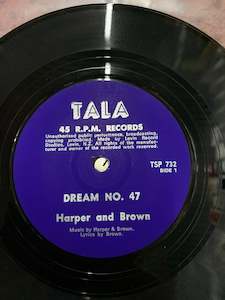 TALA
45 R.P.M. RECORDS
Unauthorised public performance, broadcasting,
copying prohibited. Made by Lavin Record
Studios, Levin, N.Z. All rights of the manufac-
turer and owner of the recorded work reserved.
TSP 732
SIDE 1
DREAM NO. 47
Harper and Brown
Music by Harper & Brown.
Lyrics by Brown.